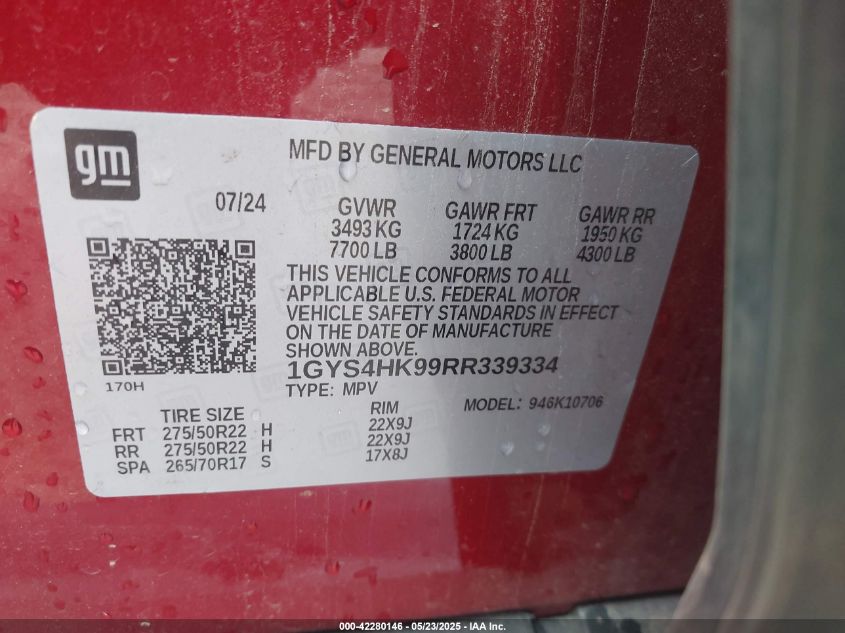 gm
MFD BY GENERAL MOTORS LLC
07/24
GVWR GAWR FRT GAWR RR
3493 KG 1724 KG 1950 KG
7700 LB 3800 LB 4300 LB
THIS VEHICLE CONFORMS TO ALL
APPLICABLE U.S. FEDERAL MOTOR
VEHICLE SAFETY STANDARDS IN EFFECT
ON THE DATE OF MANUFACTURE
SHOWN ABOVE.
170H
1GYS4HK99RR339334
TYPE: MPV
MODEL: 946K10706
TIRE SIZE RIM
FRT 275/50R22 H 22X9J
RR 275/50R22 H 22X9J
SPA 265/70R17 S 17X8J
000-42280146 - 05/23/2025 - IAA Inc.